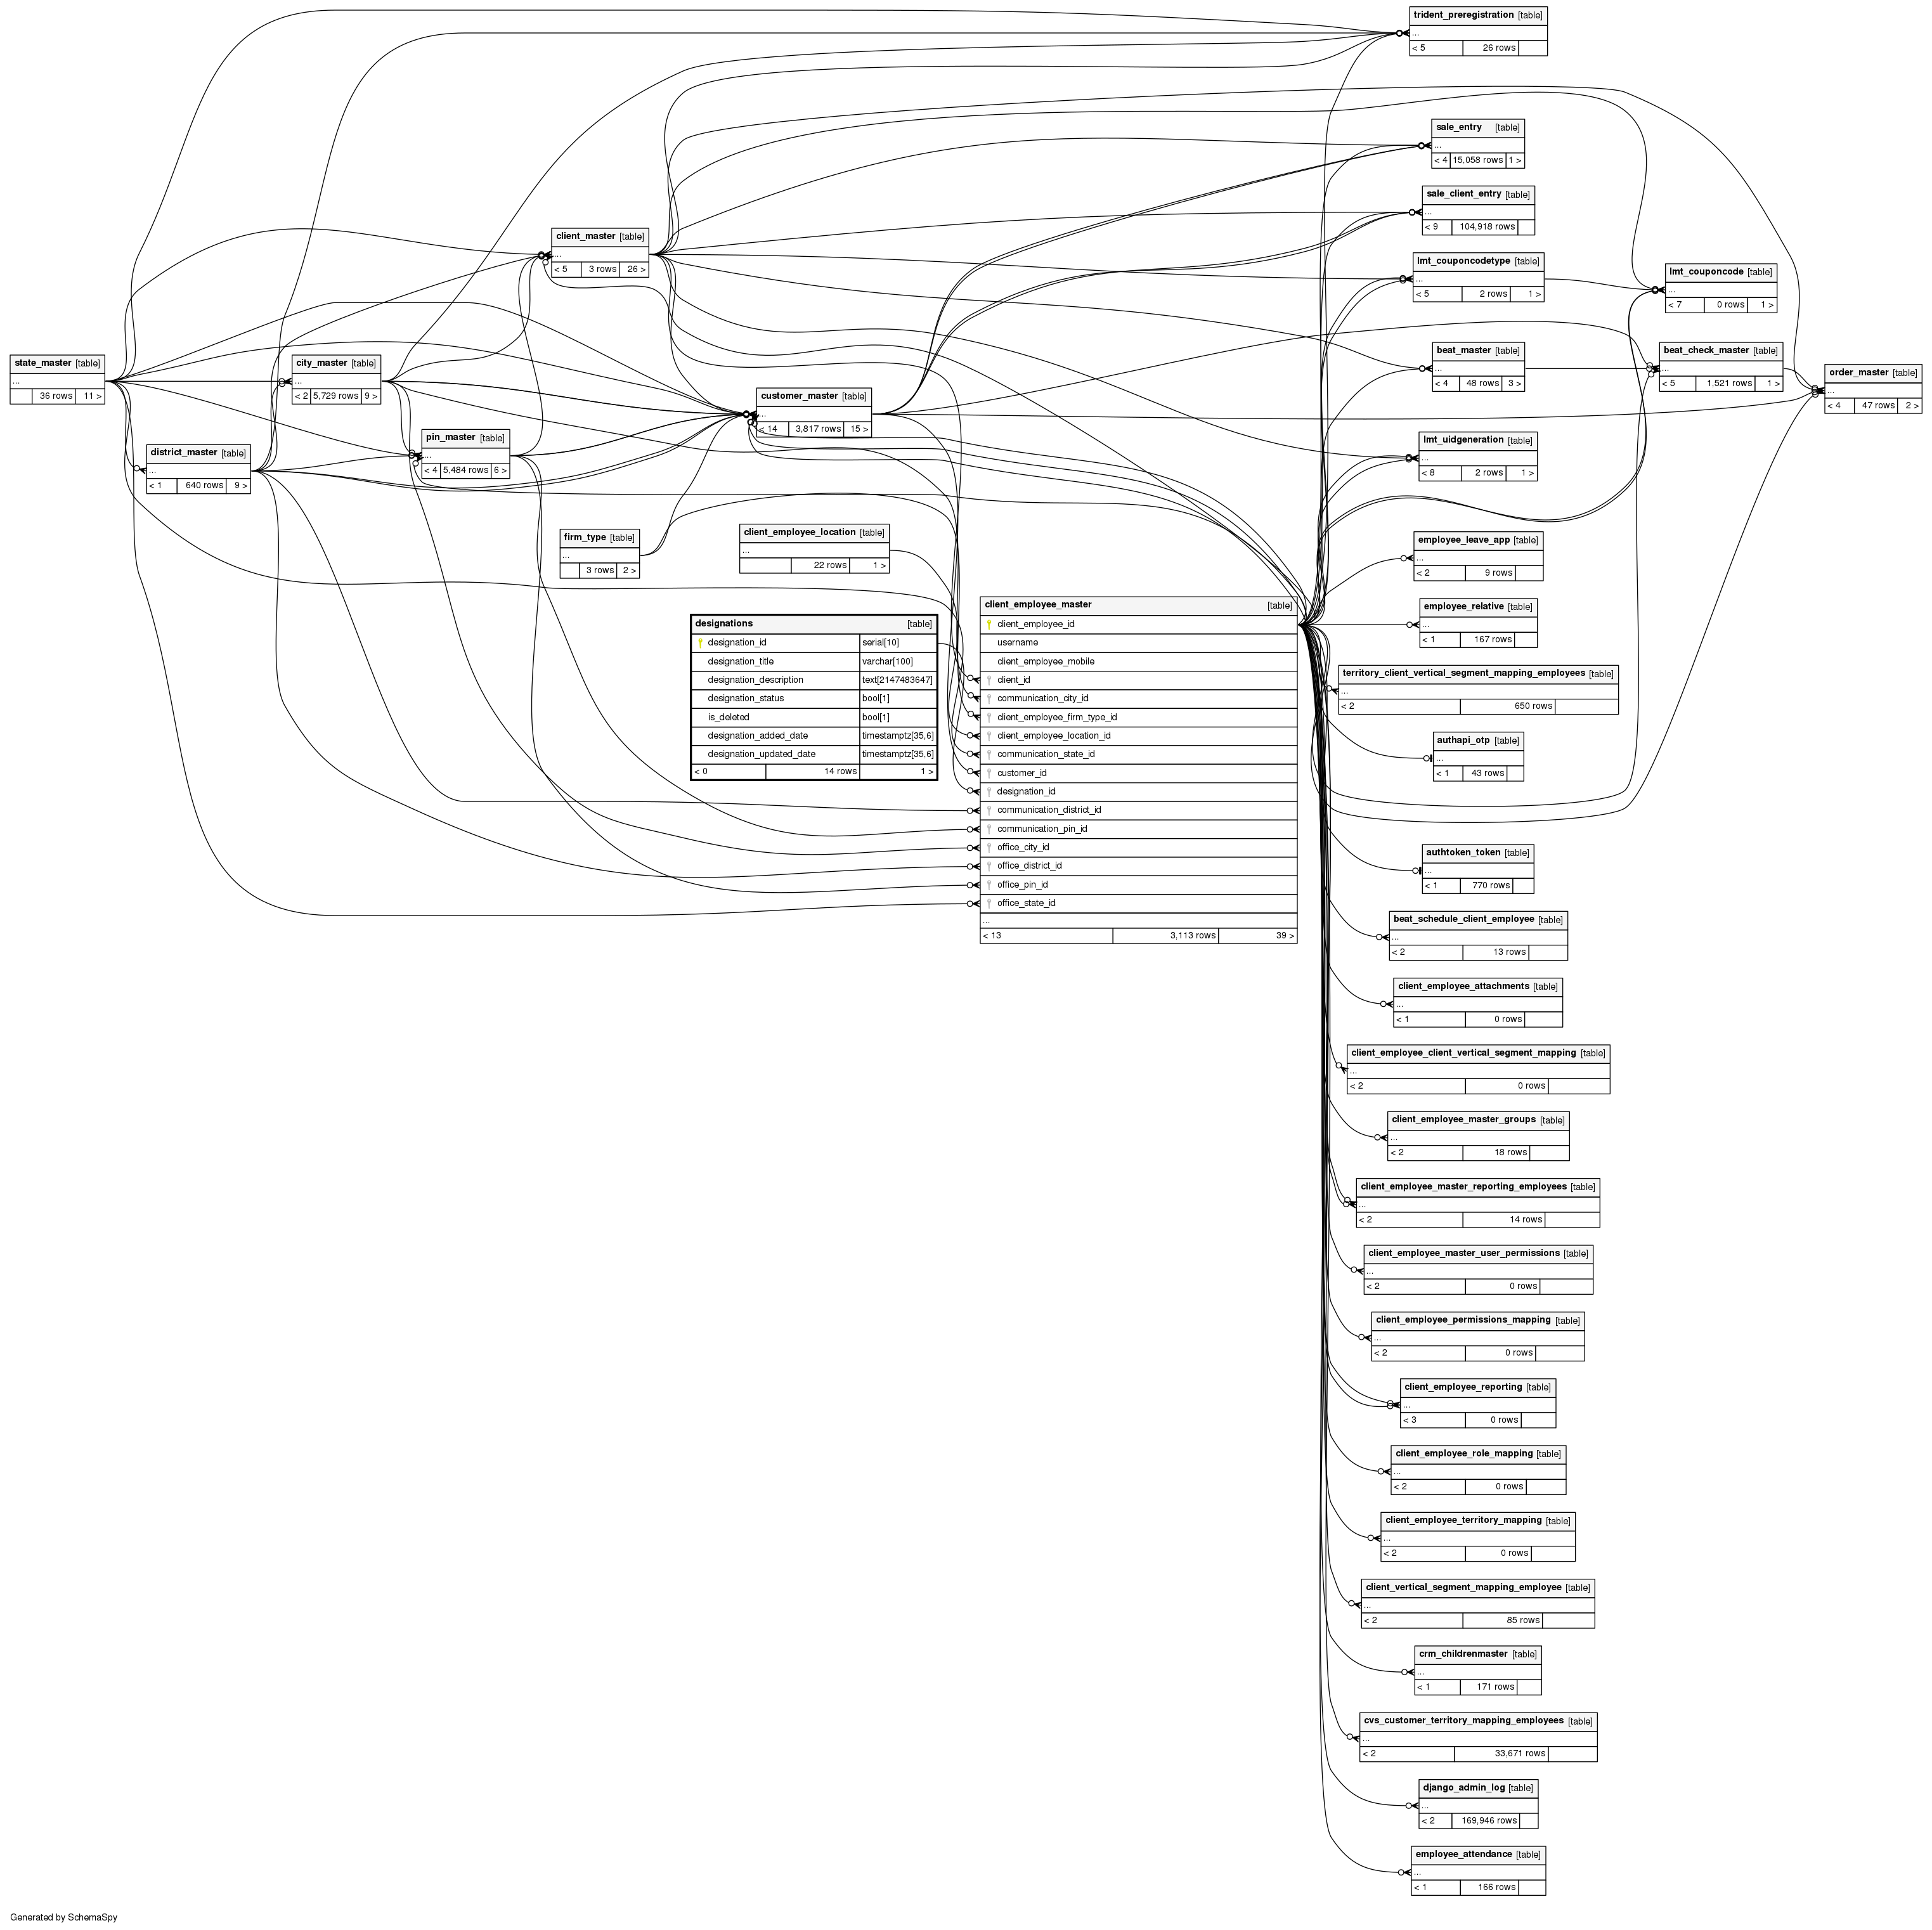 trident_preregistration [table]
...
< 5 26 rows
sale_entry [table]
...
< 4 15,058 rows 1 >
sale_client_entry [table]
...
< 9 104,918 rows
client_master [table]
...
< 5 3 rows 26 >
lmt_couponcodetype [table]
...
< 5 2 rows 1 >
lmt_couponcode [table]
...
< 7 0 rows 1 >
state_master [table]
...
36 rows 11 >
city_master [table]
...
< 2 5,729 rows 9 >
beat_master [table]
...
< 4 48 rows 3 >
beat_check_master [table]
...
< 5 1,521 rows 1 >
order_master [table]
...
< 4 47 rows 2 >
customer_master [table]
...
< 14 3,817 rows 15 >
district_master [table]
...
< 1 640 rows 9 >
pin_master [table]
...
< 4 5,484 rows 6 >
lmt_uidgeneration [table]
...
< 8 2 rows 1 >
firm_type [table]
...
3 rows 2 >
client_employee_location [table]
...
22 rows 1 >
employee_leave_app [table]
...
< 2 9 rows
designations [table]
designation_id serial[10]
designation_title varchar[100]
designation_description text[2147483647]
designation_status bool[1]
is_deleted bool[1]
designation_added_date timestamptz[35,6]
designation_updated_date timestamptz[35,6]
< 0 14 rows 1 >
client_employee_master [table]
client_employee_id
username
client_employee_mobile
client_id
communication_city_id
client_employee_firm_type_id
client_employee_location_id
communication_state_id
customer_id
designation_id
communication_district_id
communication_pin_id
office_city_id
office_district_id
office_pin_id
office_state_id
...
< 13 3,113 rows 39 >
employee_relative [table]
...
< 1 167 rows
territory_client_vertical_segment_mapping_employees [table]
...
< 2 650 rows
authapi_otp [table]
...
< 1 43 rows
authtoken_token [table]
...
< 1 770 rows
beat_schedule_client_employee [table]
...
< 2 13 rows
client_employee_attachments [table]
...
< 1 0 rows
client_employee_client_vertical_segment_mapping [table]
...
< 2 0 rows
client_employee_master_groups [table]
...
< 2 18 rows
client_employee_master_reporting_employees [table]
...
< 2 14 rows
client_employee_master_user_permissions [table]
...
< 2 0 rows
client_employee_permissions_mapping [table]
...
< 2 0 rows
client_employee_reporting [table]
...
< 3 0 rows
client_employee_role_mapping [table]
...
< 2 0 rows
client_employee_territory_mapping [table]
...
< 2 0 rows
client_vertical_segment_mapping_employee [table]
...
< 2 85 rows
crm_childrenmaster [table]
...
< 1 171 rows
cvs_customer_territory_mapping_employees [table]
...
< 2 33,671 rows
django_admin_log [table]
...
< 2 169,946 rows
employee_attendance [table]
...
< 1 166 rows
Generated by SchemaSpy